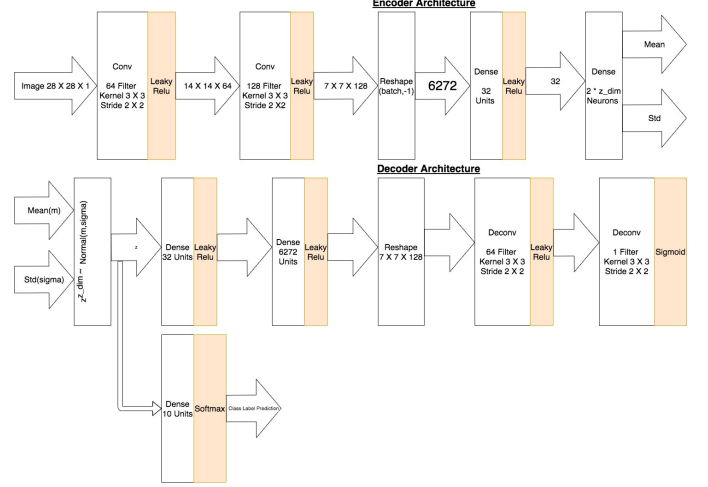 Encoder Architecture
Image 28 X 28 X 1
Conv
64 Filter
Kernel 3 X 3
Stride 2 X 2
Leaky
Relu
14 X 14 X 64
Conv
128 Filter
Kernel 3 X 3
Stride 2 X2
Leaky
Relu
7 X 7 X 128
Reshape
(batch,-1)
6272
Dense
32
Units
Leaky
Relu
32
Dense
2 * z_dim
Neurons
Mean
Std
Decoder Architecture
Mean(m)
Std(sigma)
z^z_dim ~ Normal(m,sigma)
z
Dense
32 Units
Leaky
Relu
Dense
6272
Units
Leaky
Relu
Reshape
7 X 7 X 128
Deconv
64 Filter
Kernel 3 X 3
Stride 2 X 2
Leaky
Relu
Deconv
1 Filter
Kernel 3 X 3
Stride 2 X 2
Sigmoid
Dense
10 Units
Softmax
Class Label Prediction